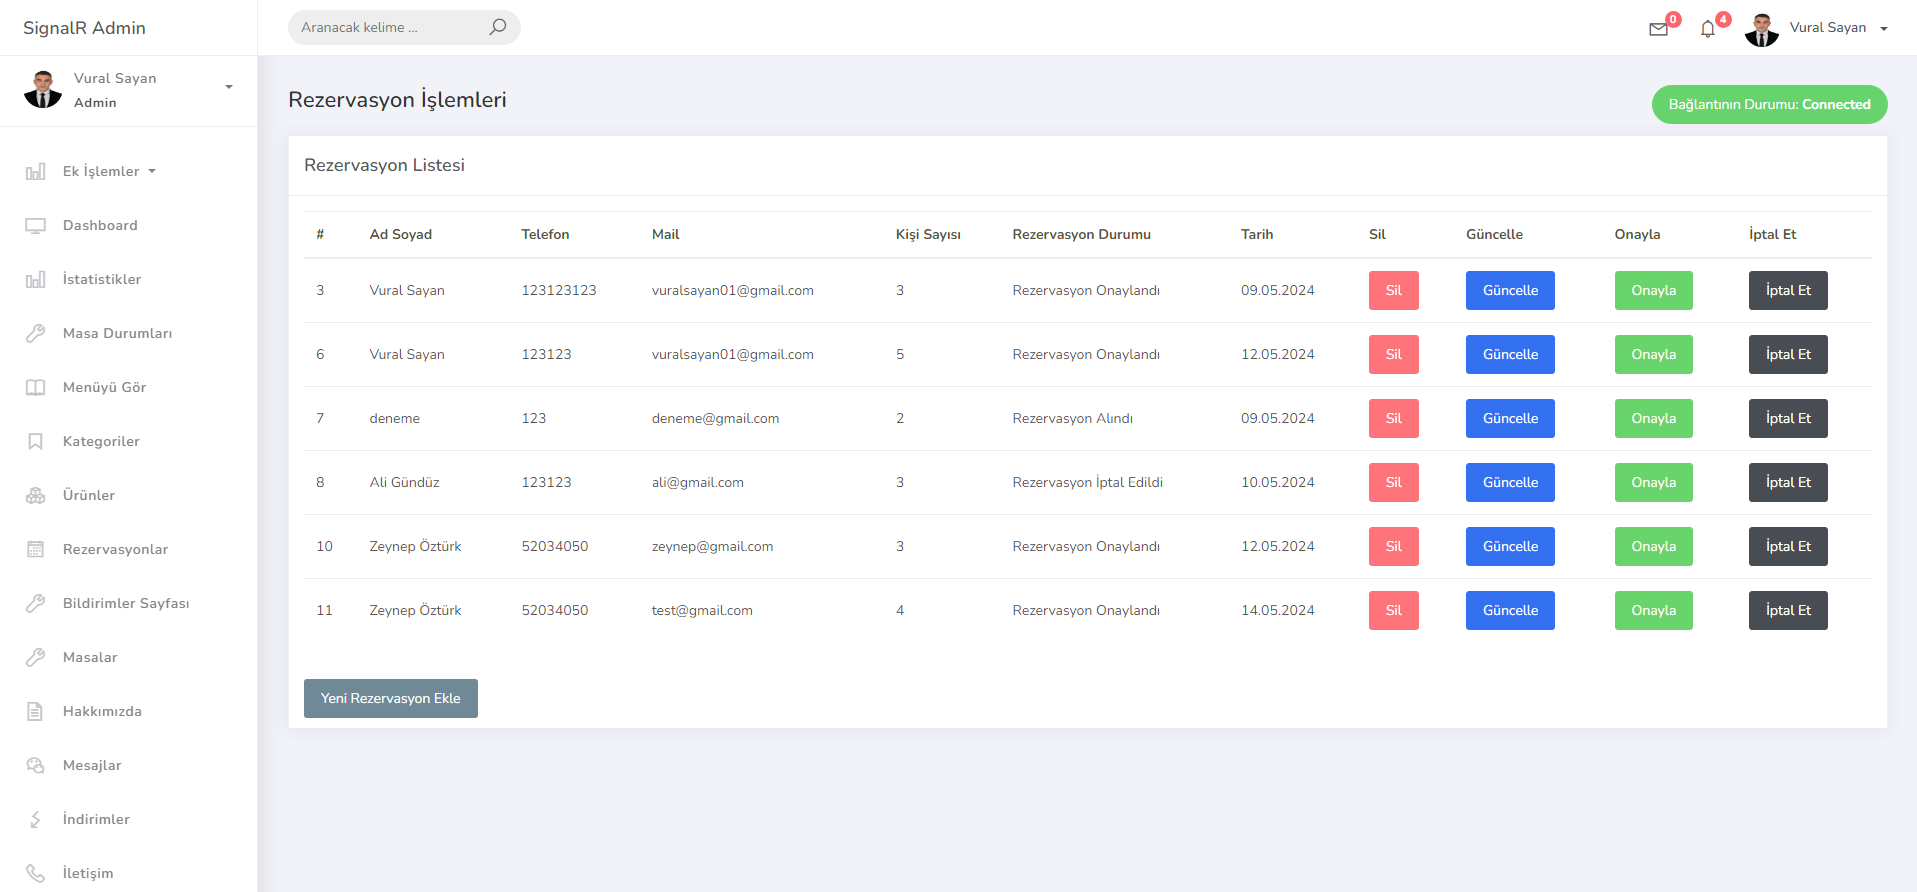 SignalR Admin
Aranacak kelime ...
0
4
Vural Sayan
Vural Sayan
Admin
Ek İşlemler
Dashboard
İstatistikler
Masa Durumları
Menüyü Gör
Kategoriler
Ürünler
Rezervasyonlar
Bildirimler Sayfası
Masalar
Hakkımızda
Mesajlar
İndirimler
İletişim
Rezervasyon İşlemleri
Bağlantının Durumu: Connected
Rezervasyon Listesi
# Ad Soyad Telefon Mail Kişi Sayısı Rezervasyon Durumu Tarih Sil Güncelle Onayla İptal Et
3 Vural Sayan 123123123 vuralsayan01@gmail.com 3 Rezervasyon Onaylandı 09.05.2024 Sil Güncelle Onayla İptal Et
6 Vural Sayan 123123 vuralsayan01@gmail.com 5 Rezervasyon Onaylandı 12.05.2024 Sil Güncelle Onayla İptal Et
7 deneme 123 deneme@gmail.com 2 Rezervasyon Alındı 09.05.2024 Sil Güncelle Onayla İptal Et
8 Ali Gündüz 123123 ali@gmail.com 3 Rezervasyon İptal Edildi 10.05.2024 Sil Güncelle Onayla İptal Et
10 Zeynep Öztürk 52034050 zeynep@gmail.com 3 Rezervasyon Onaylandı 12.05.2024 Sil Güncelle Onayla İptal Et
11 Zeynep Öztürk 52034050 test@gmail.com 4 Rezervasyon Onaylandı 14.05.2024 Sil Güncelle Onayla İptal Et
Yeni Rezervasyon Ekle